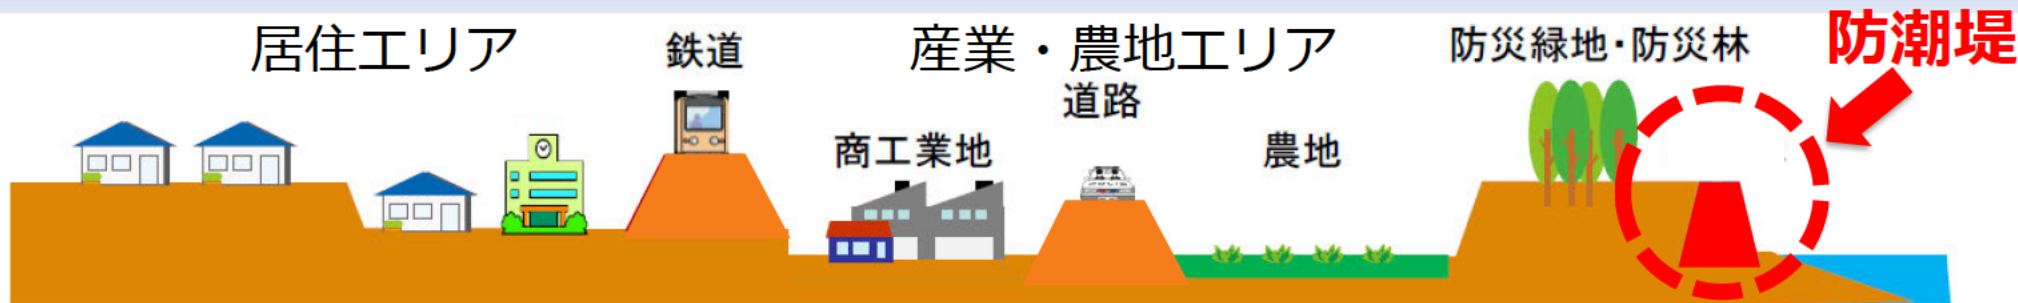 居住エリア
鉄道
産業・農地エリア
道路
商工業地
農地
防災緑地・防災林
防潮堤